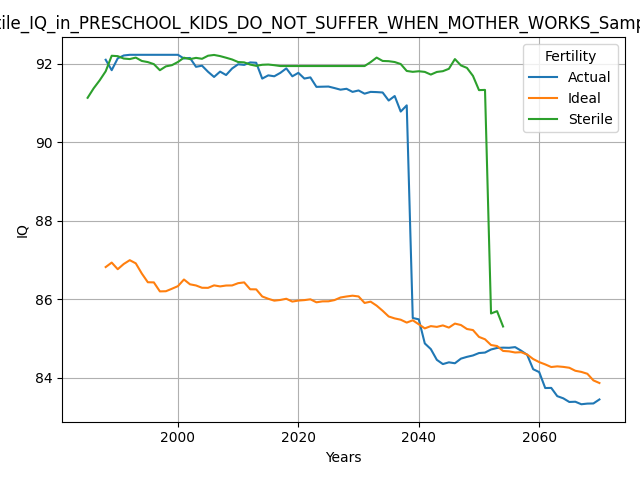 tile_IQ_in_PRESCHOOL_KIDS_DO_NOT_SUFFER_WHEN_MOTHER_WORKS_Samp
Fertility
Actual
Ideal
Sterile
IQ
92
90
88
86
84
2000 2020 2040 2060
Years